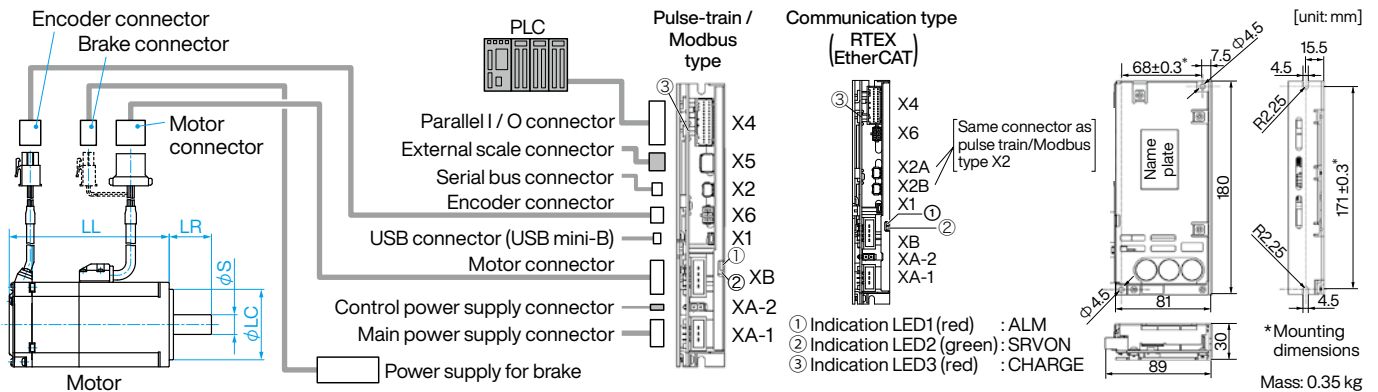 Encoder connector
Brake connector
Motor
connector
LL
LR
ϕS
ϕLC
Motor
Power supply for brake
PLC
Parallel I / O connector
External scale connector
Serial bus connector
Encoder connector
USB connector (USB mini-B)
Motor connector
Control power supply connector
Main power supply connector
Pulse-train /
Modbus
type
③
X4
X5
X2
X6
X1
①
② XB
XA-2
XA-1
Communication type
(RTEX
EtherCAT)
③
X4
X6
X2A
X2B
X1
①
②
XB
XA-2
XA-1
[Same connector as
pulse train/Modbus
type X2]
① Indication LED1 (red) : ALM
② Indication LED2 (green) : SRVON
③ Indication LED3 (red) : CHARGE
[unit: mm]
68±0.3*
7.5
ϕ4.5
Name
plate
180
ϕ4.5
81
30
89
15.5
4.5
R2.25
171±0.3*
R2.25
4.5
*Mounting
dimensions
Mass: 0.35 kg